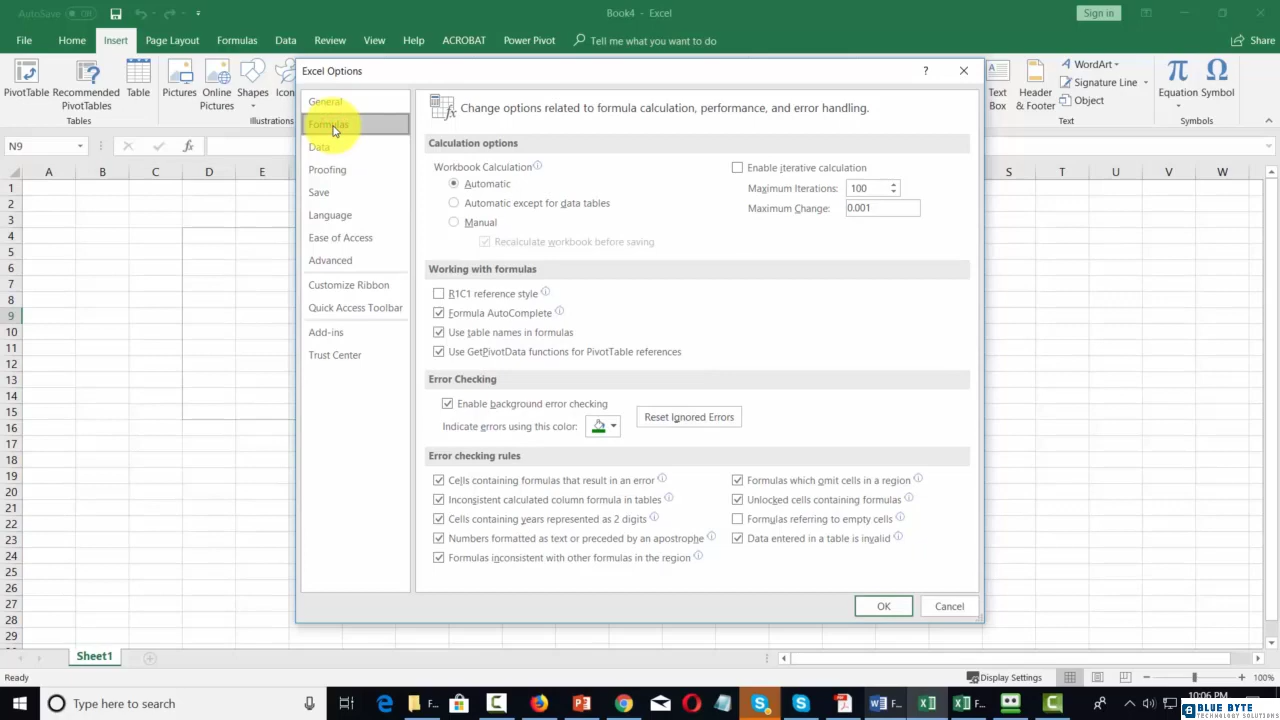 AutoSave Off
Book4 - Excel
Sign in
File Home Insert Page Layout Formulas Data Review View Help ACROBAT Power Pivot Tell me what you want to do Share
PivotTable Recommended PivotTables Table
Tables
Pictures Online Pictures Shapes Icon
Illustrations
Text Box
Header & Footer
WordArt
Signature Line
Object
Text
Equation Symbol
Symbols
N9
fx
A B C D E S T U V W
1
2
3
4
5
6
7
8
9
10
11
12
13
14
15
16
17
18
19
20
21
22
23
24
25
26
27
28
29
Excel Options
?
General
Formulas
Data
Proofing
Save
Language
Ease of Access
Advanced
Customize Ribbon
Quick Access Toolbar
Add-ins
Trust Center
Change options related to formula calculation, performance, and error handling.
Calculation options
Workbook Calculation
Automatic
Automatic except for data tables
Manual
Recalculate workbook before saving
Enable iterative calculation
Maximum Iterations: 100
Maximum Change: 0.001
Working with formulas
R1C1 reference style
Formula AutoComplete
Use table names in formulas
Use GetPivotData functions for PivotTable references
Error Checking
Enable background error checking
Indicate errors using this color:
Reset Ignored Errors
Error checking rules
Cells containing formulas that result in an error
Inconsistent calculated column formula in tables
Cells containing years represented as 2 digits
Numbers formatted as text or preceded by an apostrophe
Formulas inconsistent with other formulas in the region
Formulas which omit cells in a region
Unlocked cells containing formulas
Formulas referring to empty cells
Data entered in a table is invalid
OK Cancel
Sheet1
Ready
Display Settings
100%
Type here to search
F...
F...
F...
10:06 PM
BLUE BYTE
TECHNOLOGY SOLUTIONS